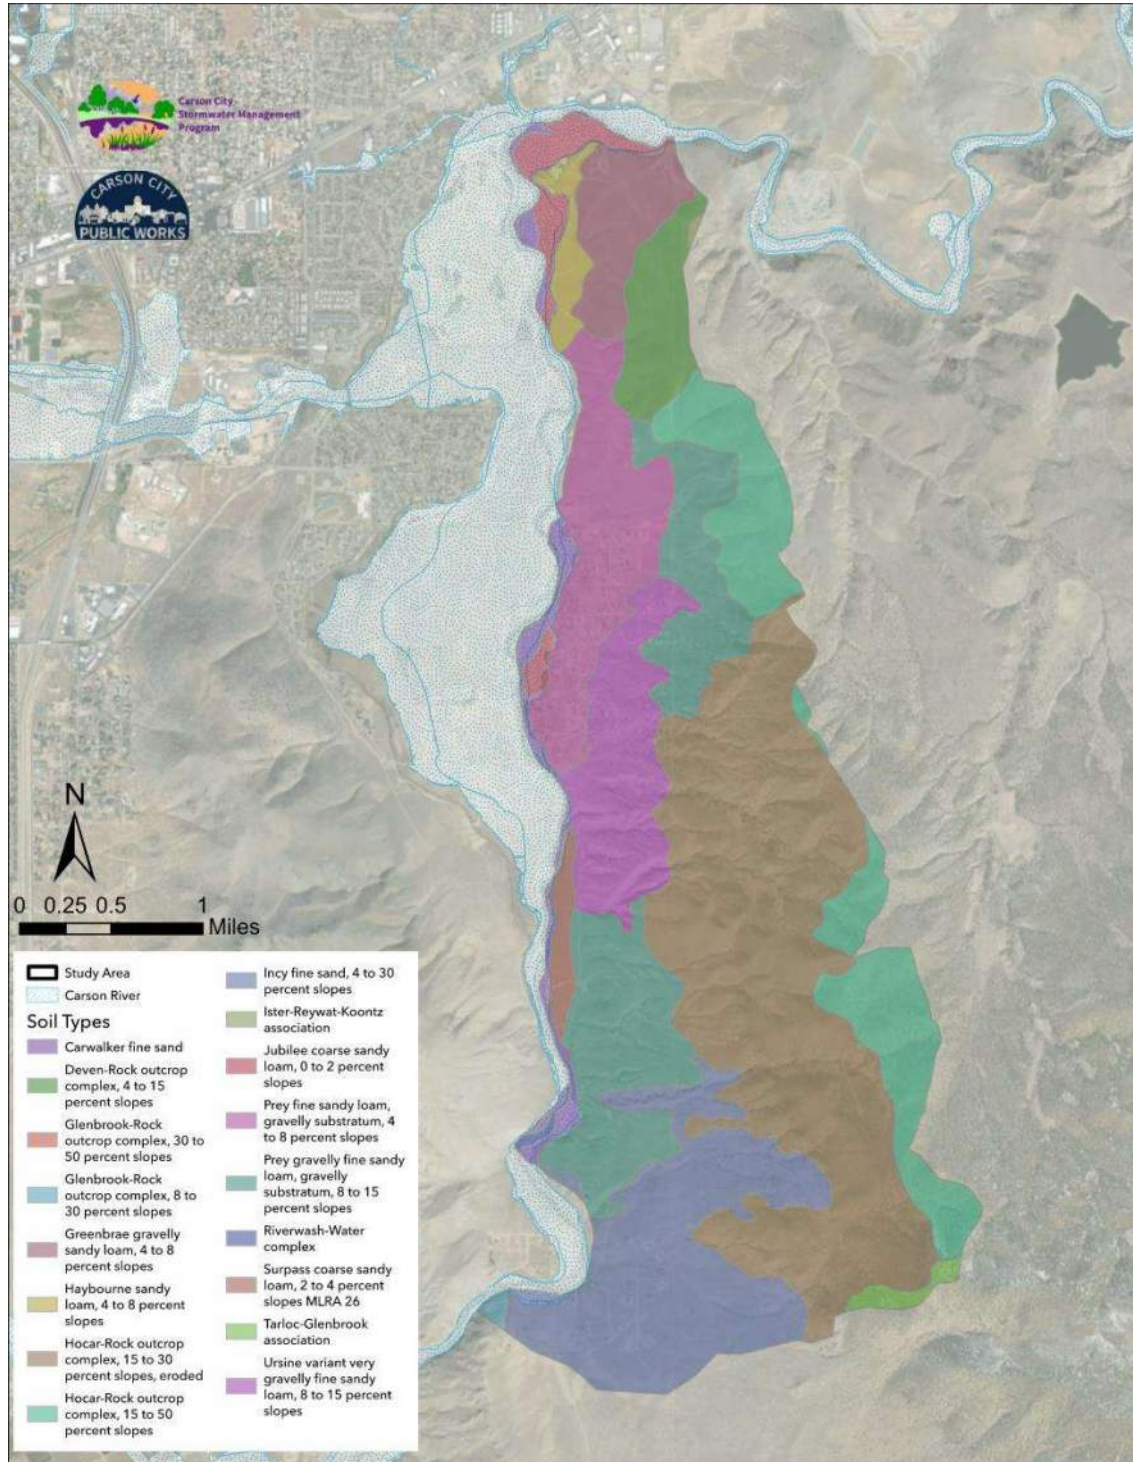 Carson City
Stormwater Management
Program
CARSON CITY
PUBLIC WORKS
N
0 0.25 0.5 1
Miles
Study Area
Carson River
Soil Types
Carwalker fine sand
Deven-Rock outcrop
complex, 4 to 15
percent slopes
Glenbrook-Rock
outcrop complex, 30 to
50 percent slopes
Glenbrook-Rock
outcrop complex, 8 to
30 percent slopes
Greenbrae gravelly
sandy loam, 4 to 8
percent slopes
Haybourne sandy
loam, 4 to 8 percent
slopes
Hocar-Rock outcrop
complex, 15 to 30
percent slopes, eroded
Hocar-Rock outcrop
complex, 15 to 50
percent slopes
Incy fine sand, 4 to 30
percent slopes
Ister-Reywat-Koontz
association
Jubilee coarse sandy
loam, 0 to 2 percent
slopes
Prey fine sandy loam,
gravelly substratum, 4
to 8 percent slopes
Prey gravelly fine sandy
loam, gravelly
substratum, 8 to 15
percent slopes
Riverwash-Water
complex
Surpass coarse sandy
loam, 2 to 4 percent
slopes MLRA 26
Tarloc-Glenbrook
association
Ursine variant very
gravelly fine sandy
loam, 8 to 15 percent
slopes